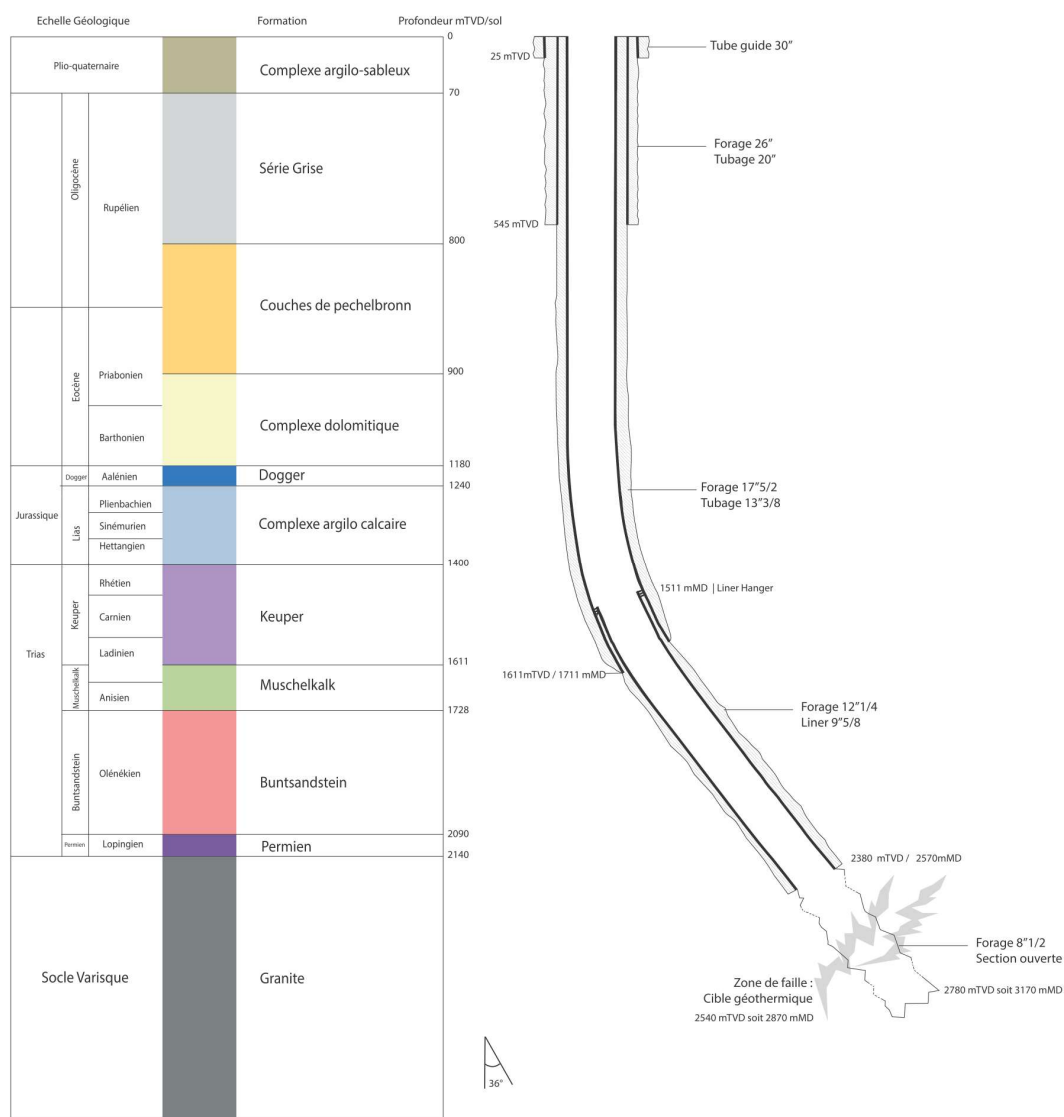 Echelle Géologique
Formation
Profondeur mTVD/sol
0
Plio-quaternaire
Complexe argilo-sableux
70
Oligocène
Rupélien
Série Grise
800
Couches de pechelbronn
Eocène
Priabonien
900
Barthonien
Complexe dolomitique
1180
Dogger
Aalénien
Dogger
1240
Jurassique
Lias
Plienbachien
Sinémurien
Hettangien
Complexe argilo calcaire
1400
Trias
Keuper
Rhétien
Carnien
Ladinien
Keuper
1611
Muschelkalk
Anisien
Muschelkalk
1728
Buntsandstein
Olénékien
Buntsandstein
2090
Permien
Lopingien
Permien
2140
Socle Varisque
Granite
Tube guide 30”
25 mTVD
Forage 26”
Tubage 20”
545 mTVD
Forage 17”5/2
Tubage 13”3/8
1511 mMD | Liner Hanger
1611mTVD / 1711 mMD
Forage 12”1/4
Liner 9”5/8
2380 mTVD / 2570mMD
Forage 8”1/2
Section ouverte
Zone de faille :
Cible géothermique
2540 mTVD soit 2870 mMD
2780 mTVD soit 3170 mMD
36°